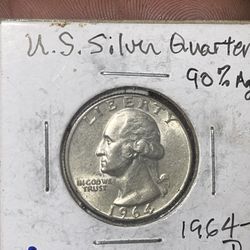 U.S. Silver Quarter
90% Ag
LIBERTY
IN GOD WE
TRUST
1964
1964-
D